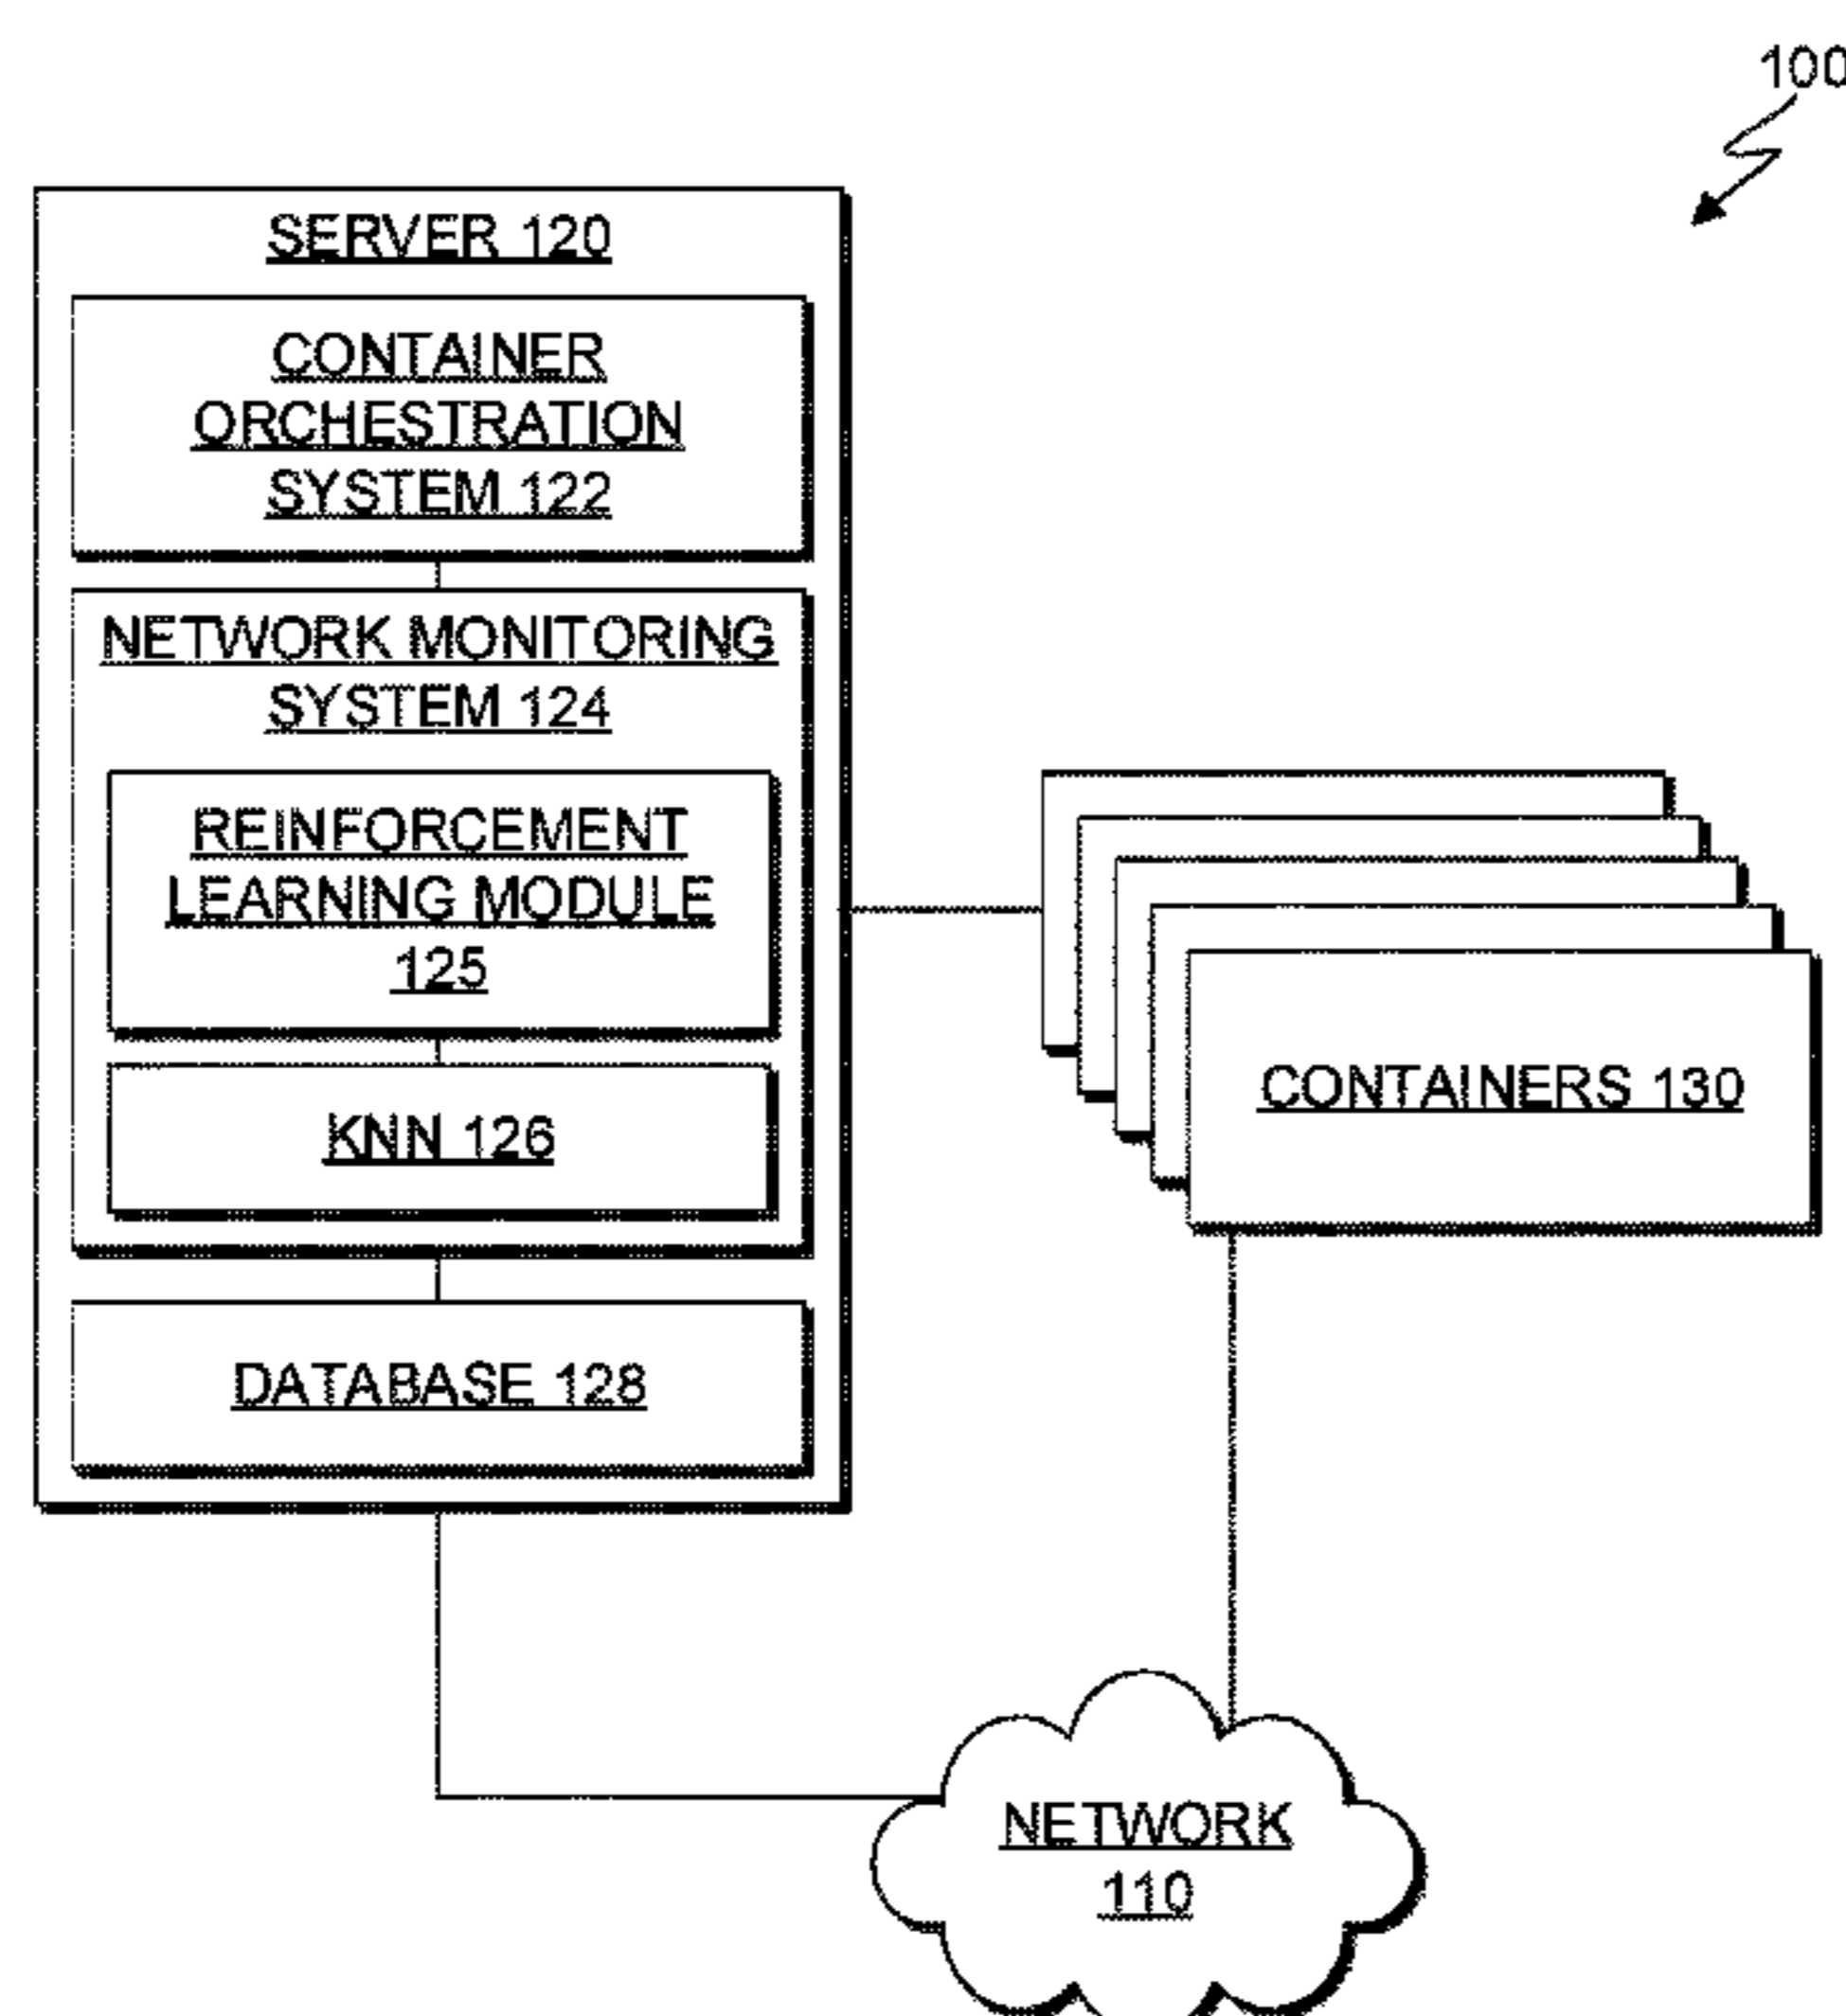 100
SERVER 120
CONTAINER
ORCHESTRATION
SYSTEM 122
NETWORK MONITORING
SYSTEM 124
REINFORCEMENT
LEARNING MODULE
125
KNN 126
DATABASE 128
CONTAINERS 130
NETWORK
110